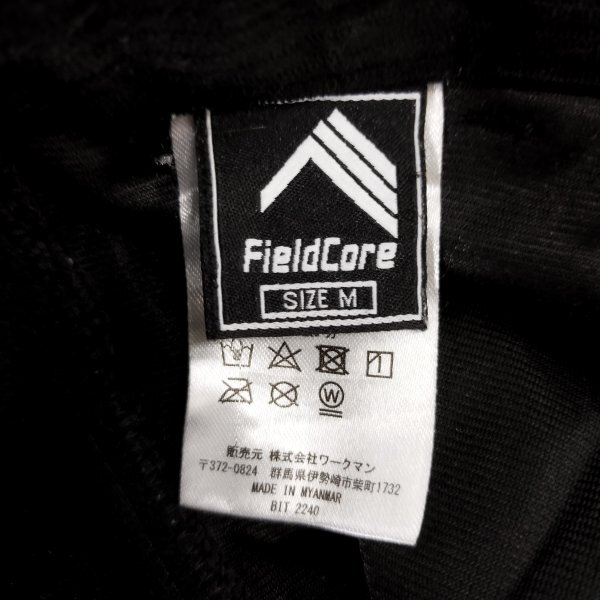 FieldCore
SIZE M
販売元 株式会社ワークマン
〒372-0824 群馬県伊勢崎市柴町1732
MADE IN MYANMAR
BIT 2240